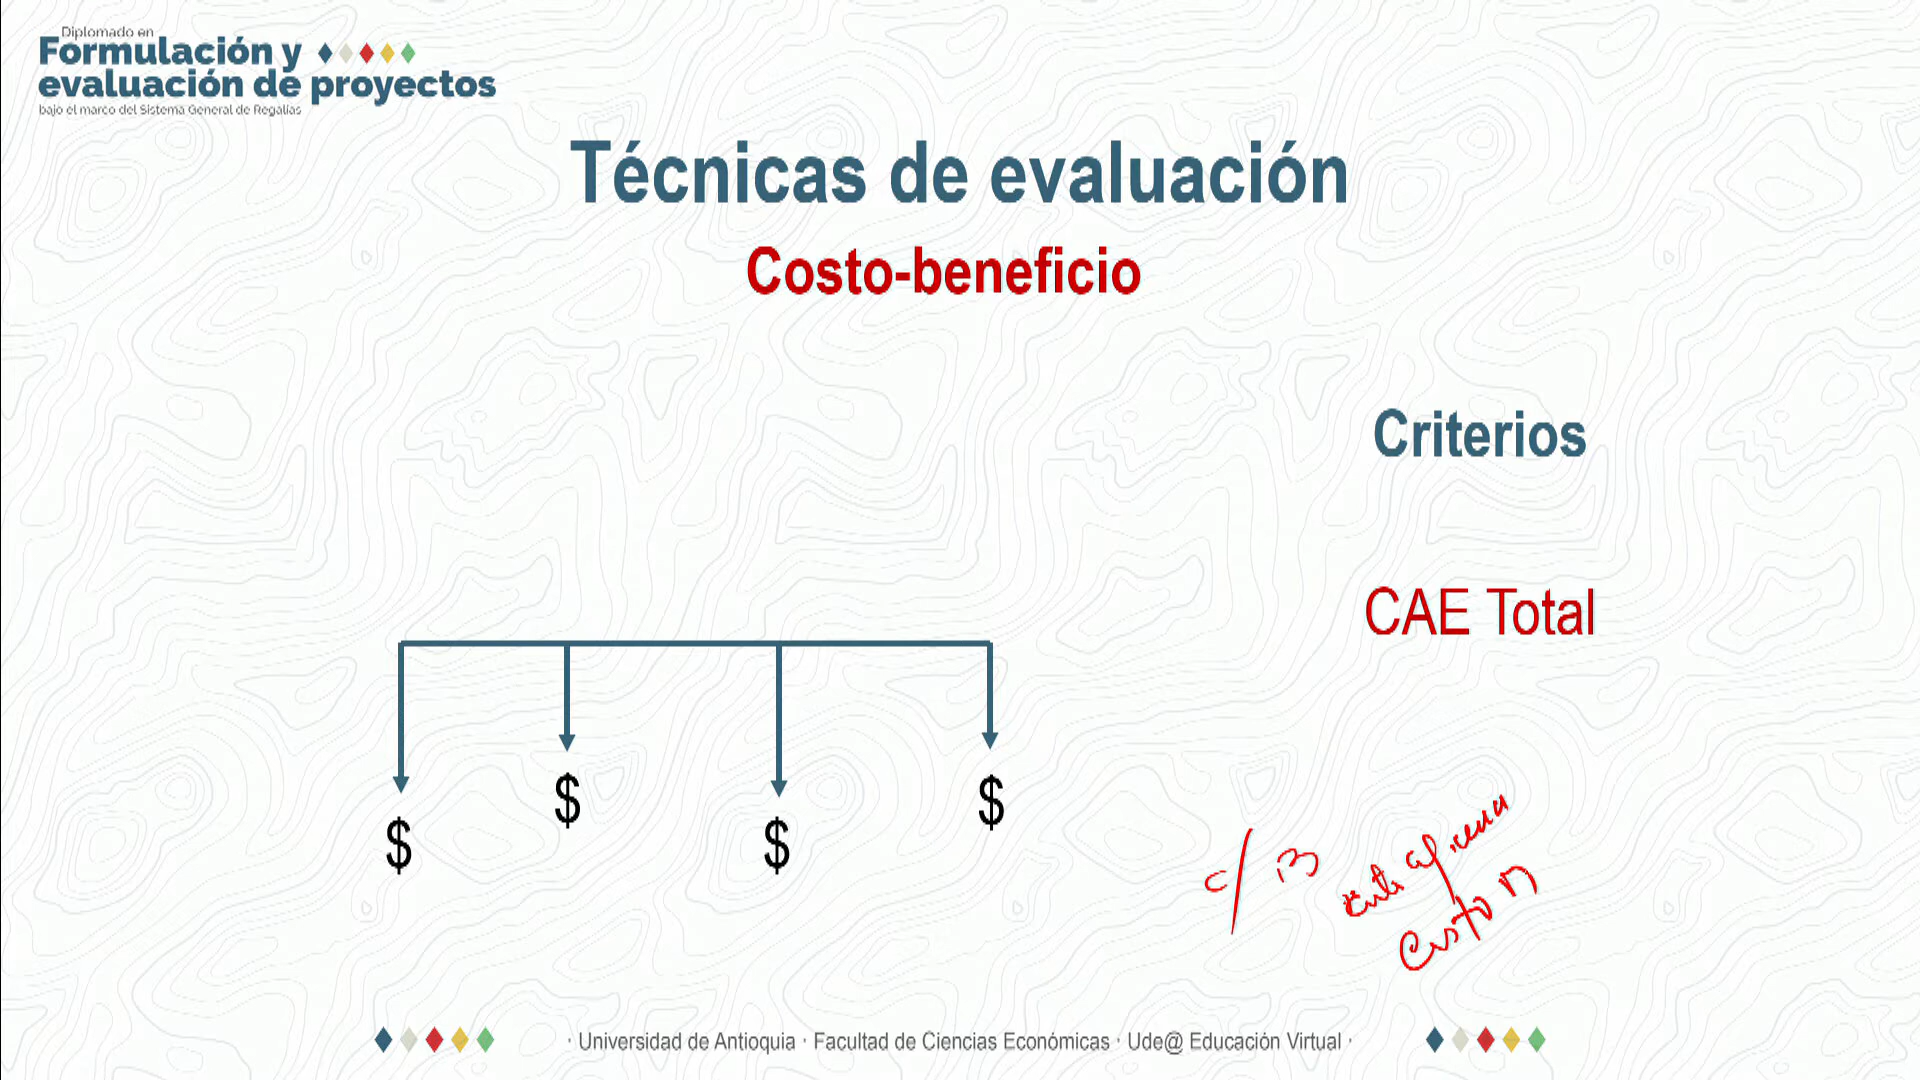 Diplomado en
Formulación y
evaluación de proyectos
bajo el marco del Sistema General de Regalías
Técnicas de evaluación
Costo-beneficio
Criterios
CAE Total
$ $ $ $
C/B
Costo
· Universidad de Antioquia · Facultad de Ciencias Económicas · Ude@ Educación Virtual ·